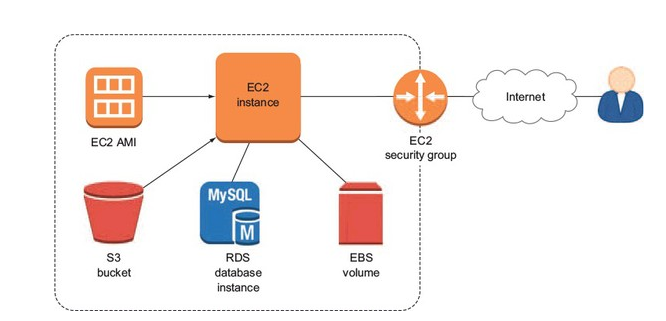 EC2
instance
Internet
EC2 AMI
EC2
security group
MySQL
M
S3
bucket
RDS
database
instance
EBS
volume